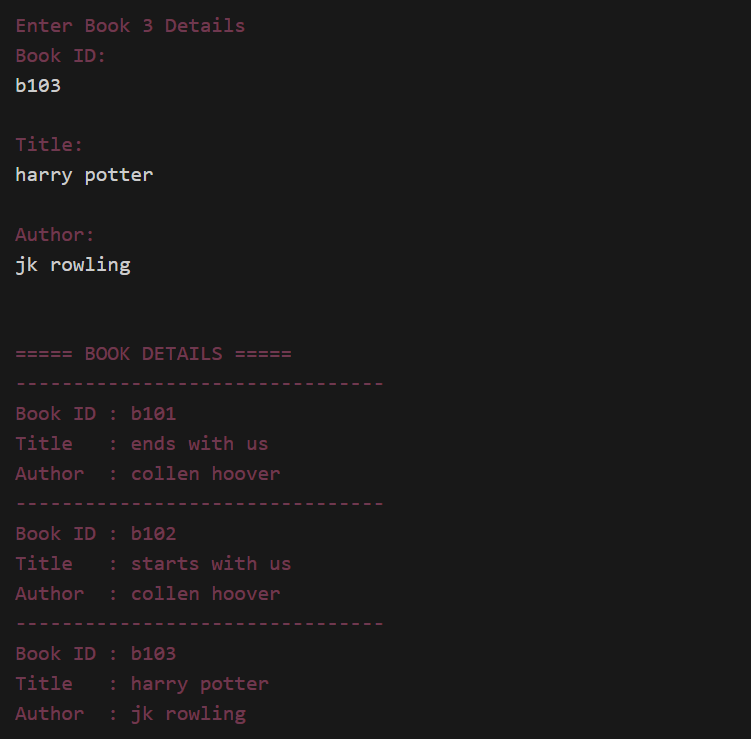 Enter Book 3 Details
Book ID:
b103
Title:
harry potter
Author:
jk rowling
===== BOOK DETAILS =====
--------------------------------
Book ID : b101
Title   : ends with us
Author  : collen hoover
--------------------------------
Book ID : b102
Title   : starts with us
Author  : collen hoover
--------------------------------
Book ID : b103
Title   : harry potter
Author  : jk rowling